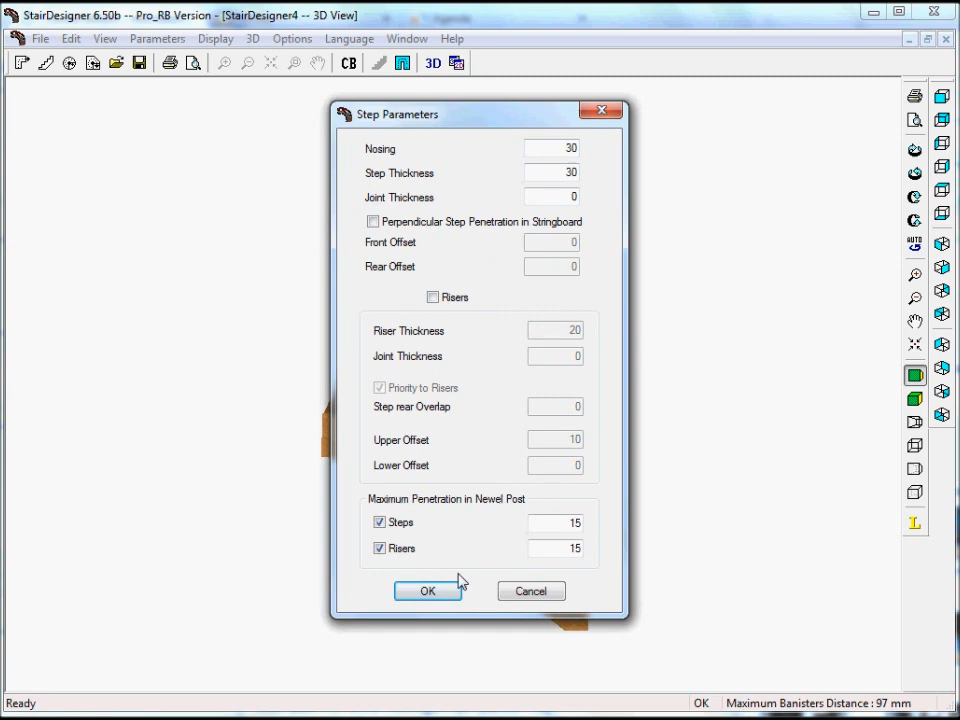 StairDesigner 6.50b -- Pro_RB Version - [StairDesigner4 -- 3D View]
File Edit View Parameters Display 3D Options Language Window Help
CB 3D
Step Parameters
Nosing 30
Step Thickness 30
Joint Thickness 0
Perpendicular Step Penetration in Stringboard
Front Offset 0
Rear Offset 0
Risers
Riser Thickness 20
Joint Thickness 0
Priority to Risers
Step rear Overlap 0
Upper Offset 10
Lower Offset 0
Maximum Penetration in Newel Post
Steps 15
Risers 15
OK Cancel
AUTO
L
Ready OK Maximum Banisters Distance : 97 mm